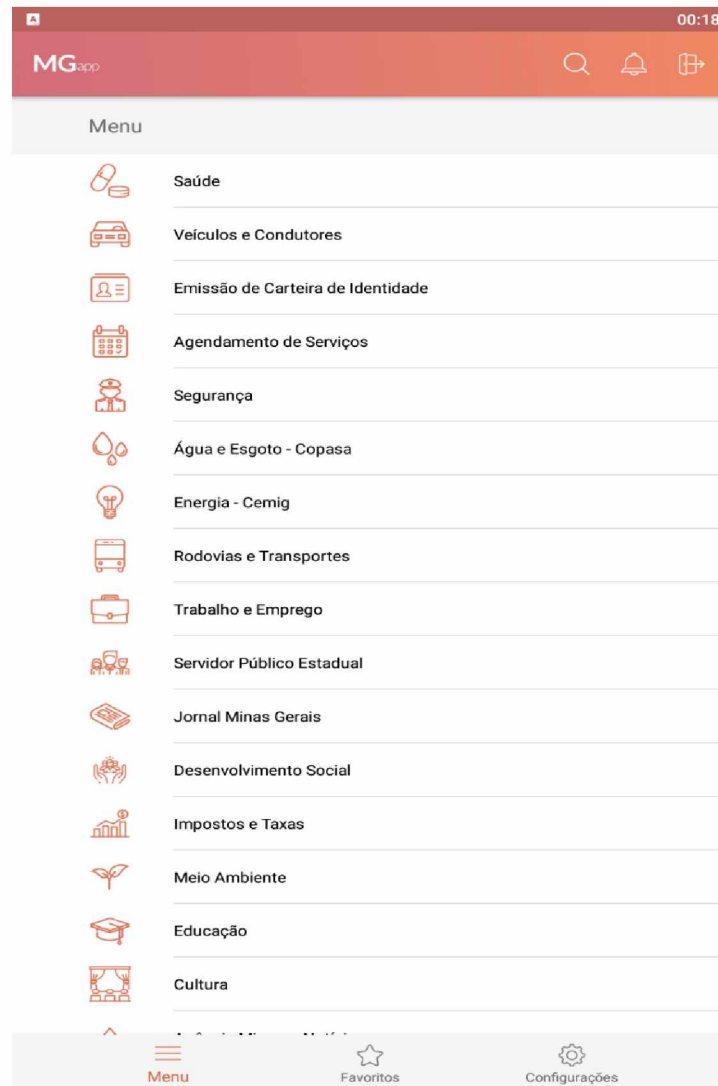 A
00:18
MGapp
Menu
Saúde
Veículos e Condutores
Emissão de Carteira de Identidade
Agendamento de Serviços
Segurança
Água e Esgoto - Copasa
Energia - Cemig
Rodovias e Transportes
Trabalho e Emprego
Servidor Público Estadual
Jornal Minas Gerais
Desenvolvimento Social
Impostos e Taxas
Meio Ambiente
Educação
Cultura
Menu
Favoritos
Configurações